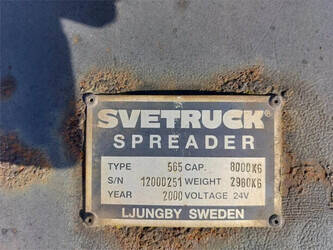 SVETRUCK®
SPREADER
TYPE 565 CAP. 8000KG
S/N 12000251 WEIGHT 2980KG
YEAR 2000 VOLTAGE 24V
LJUNGBY SWEDEN